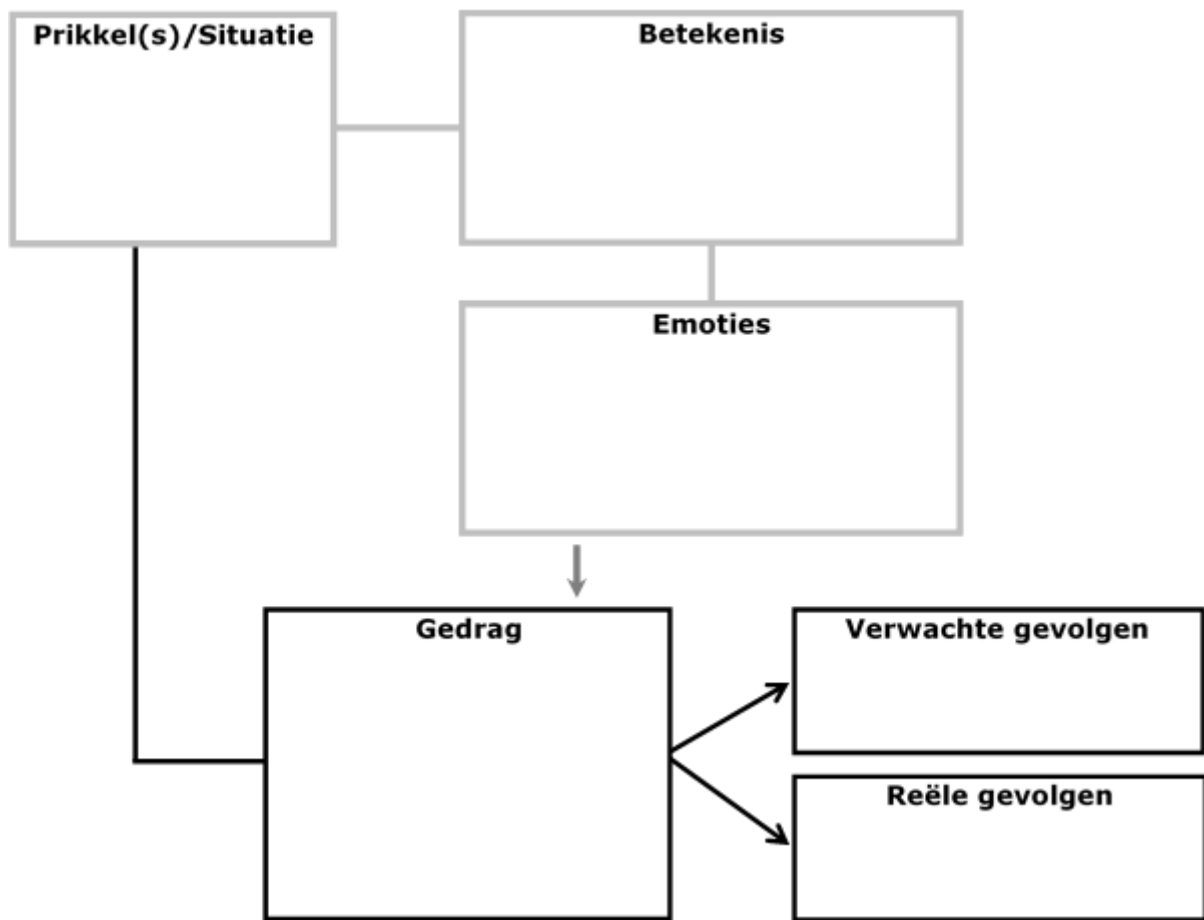 Prikkel(s)/Situatie
Betekenis
Emoties
Gedrag
Verwachte gevolgen
Reële gevolgen